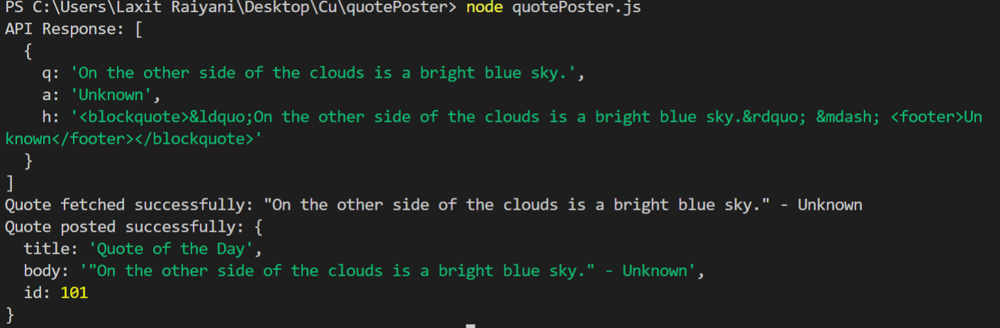 PS C:\Users\Laxit Raiyani\Desktop\Cu\quotePoster> node quotePoster.js
API Response: [
  {
    q: 'On the other side of the clouds is a bright blue sky.',
    a: 'Unknown',
    h: '<blockquote>&ldquo;On the other side of the clouds is a bright blue sky.&rdquo; &mdash; <footer>Un
known</footer></blockquote>'
  }
]
Quote fetched successfully: "On the other side of the clouds is a bright blue sky." - Unknown
Quote posted successfully: {
  title: 'Quote of the Day',
  body: '"On the other side of the clouds is a bright blue sky." - Unknown',
  id: 101
}